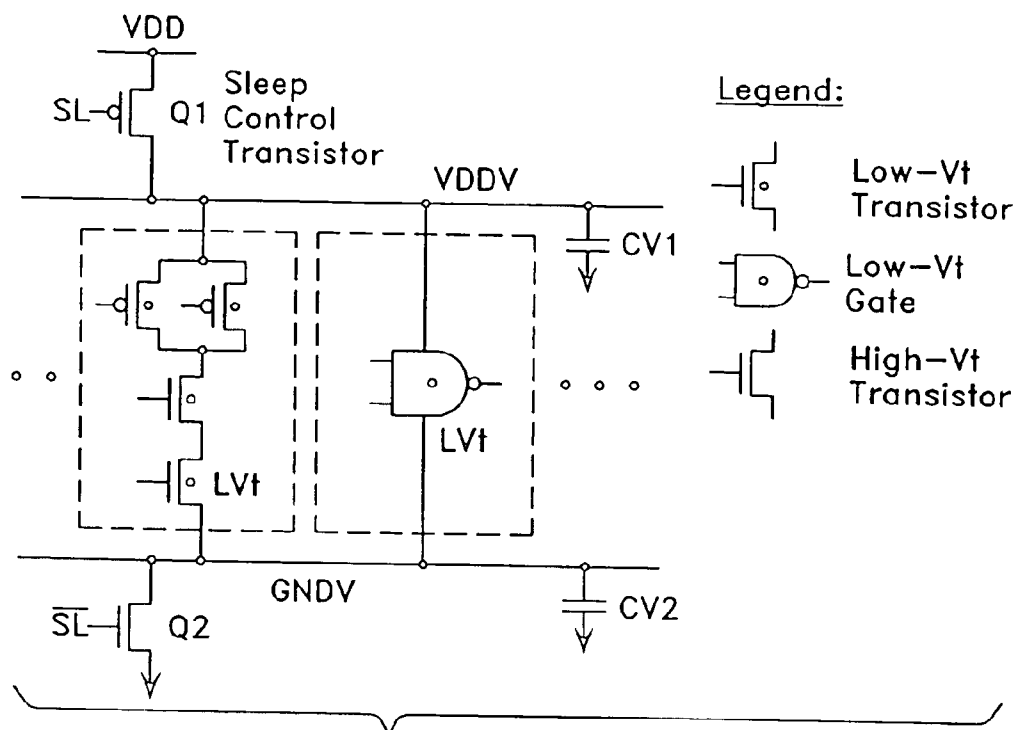 VDD
SL
Q1
Sleep
Control
Transistor
VDDV
CV1
LVt
LVt
GNDV
CV2
S̅L̅
Q2
Legend:
Low-Vt
Transistor
Low-Vt
Gate
High-Vt
Transistor